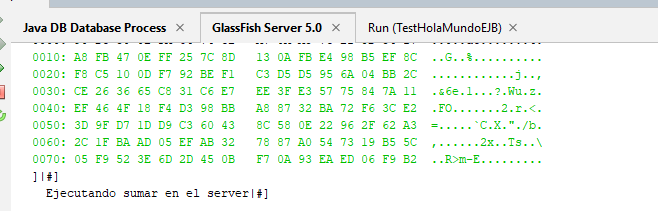 Java DB Database Process GlassFish Server 5.0 Run (TestHolaMundoEJB)
0010: A8 FB 47 0E FF 25 7C 8D 13 0A FB E4 98 B5 EF 8C ..G..%..........
0020: F8 C5 10 0D F7 92 BE F1 C3 D5 D5 95 6A 04 BB 2C ............j..,
0030: CE 26 36 65 C8 31 C6 E7 EE 3F E3 57 75 84 7A 11 .&6e.1...?.Wu.z.
0040: EF 46 4F 18 F4 D3 98 BB A8 87 32 BA 72 F6 3C E2 .FO.......2.r.<.
0050: 3D 9F D7 1D D9 C3 60 43 8C 58 0E 22 96 2F 62 A3 =.....`C.X."./b.
0060: 2C 1F BA AD 05 EF AB 32 78 87 A0 54 73 19 B5 5C ,......2x..Ts..\
0070: 05 F9 52 3E 6D 2D 45 0B F7 0A 93 EA ED 06 F9 B2 ..R>m-E.........
]|#]
Ejecutando sumar en el server|#]